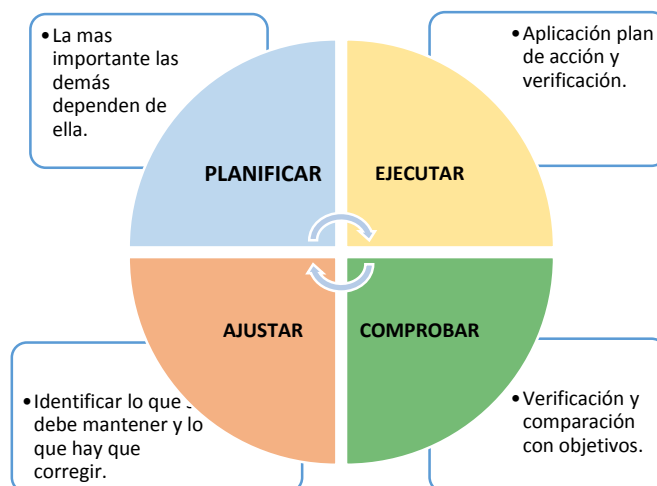 •La mas
importante las
demás
dependen de
ella.
•Aplicación plan
de acción y
verificación.
PLANIFICAR
EJECUTAR
AJUSTAR
COMPROBAR
•Identificar lo que
debe mantener y lo
que hay que
corregir.
•Verificación y
comparación
con objetivos.